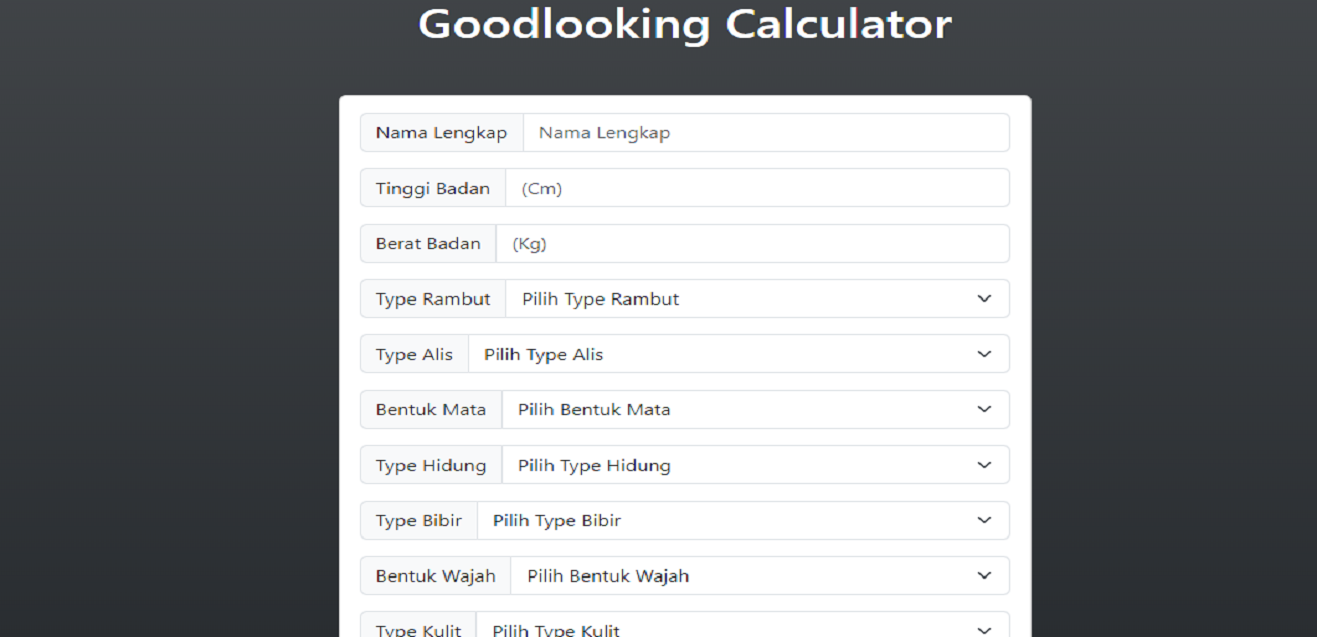 Goodlooking Calculator
Nama Lengkap Nama Lengkap
Tinggi Badan (Cm)
Berat Badan (Kg)
Type Rambut Pilih Type Rambut
Type Alis Pilih Type Alis
Bentuk Mata Pilih Bentuk Mata
Type Hidung Pilih Type Hidung
Type Bibir Pilih Type Bibir
Bentuk Wajah Pilih Bentuk Wajah
Type Kulit Pilih Type Kulit